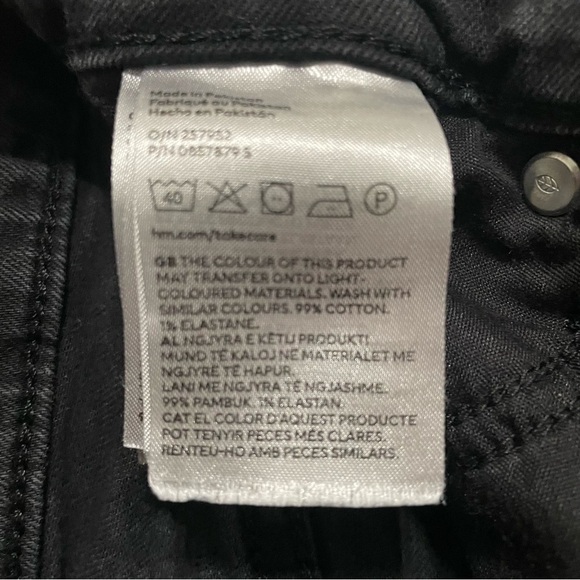 Made in Pakistan
Fabriqué au Pakistan
Hecho en Pakistán
O/N 257952
P/N 0857879 5
40
P
hm.com/takecare
GB THE COLOUR OF THIS PRODUCT
MAY TRANSFER ONTO LIGHT-
COLOURED MATERIALS. WASH WITH
SIMILAR COLOURS. 99% COTTON.
1% ELASTANE.
AL NGJYRA E KËTIJ PRODUKTI
MUND TË KALOJ NË MATERIALET ME
NGJYRË TË HAPUR.
LANI ME NGJYRA TË NGJASHME.
99% PAMBUK. 1% ELASTAN.
CAT EL COLOR D'AQUEST PRODUCTE
POT TENYIR PECES MÉS CLARES.
RENTEU-HO AMB PECES SIMILARS.